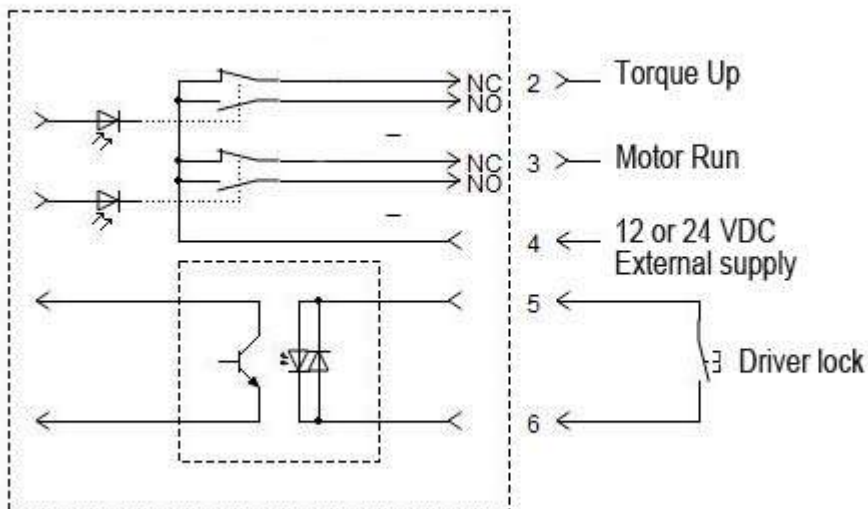 NC 2 Torque Up
NO
NC 3 Motor Run
NO
4 12 or 24 VDC
External supply
5
Driver lock
6